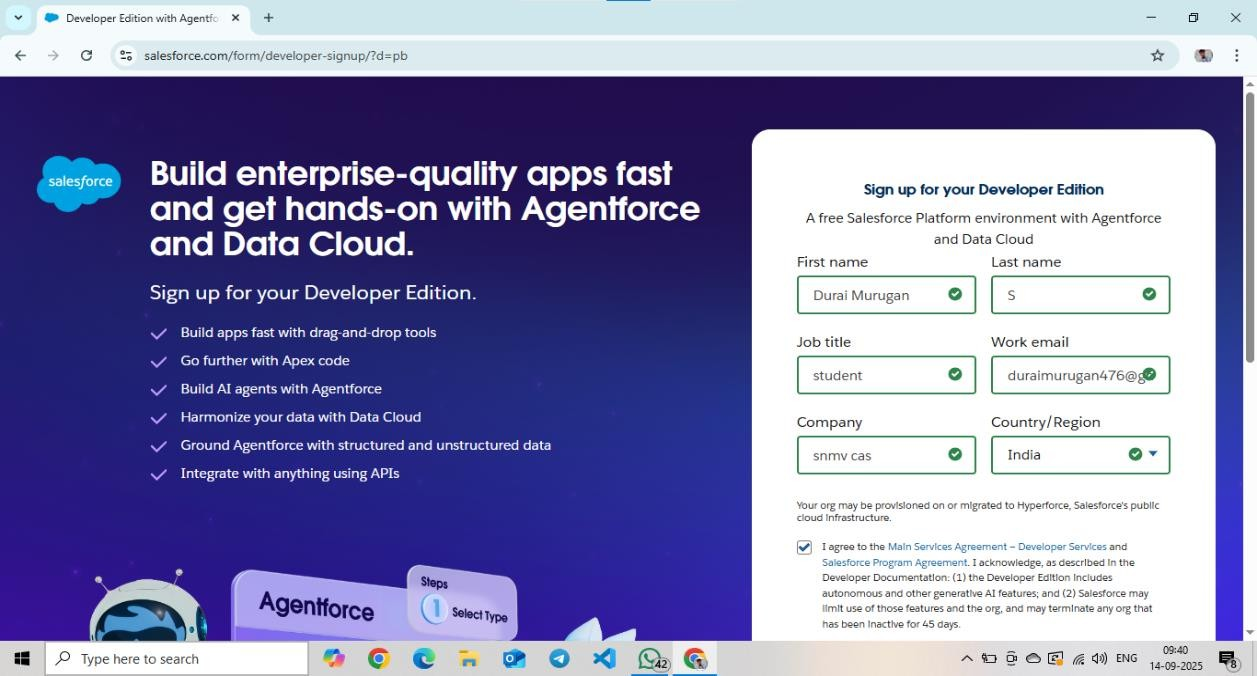 Developer Edition with Agentfo
salesforce.com/form/developer-signup/?d=pb
salesforce
Build enterprise-quality apps fast
and get hands-on with Agentforce
and Data Cloud.
Sign up for your Developer Edition.
Build apps fast with drag-and-drop tools
Go further with Apex code
Build AI agents with Agentforce
Harmonize your data with Data Cloud
Ground Agentforce with structured and unstructured data
Integrate with anything using APIs
Agentforce
Steps
1
Select Type
Sign up for your Developer Edition
A free Salesforce Platform environment with Agentforce
and Data Cloud
First name
Last name
Durai Murugan
S
Job title
Work email
student
duraimurugan476@g
Company
Country/Region
snmv cas
India
Your org may be provisioned on or migrated to Hyperforce, Salesforce's public
cloud infrastructure.
I agree to the Main Services Agreement – Developer Services and
Salesforce Program Agreement. I acknowledge, as described in the
Developer Documentation: (1) the Developer Edition includes
autonomous and other generative AI features; and (2) Salesforce may
limit use of those features and the org, and may terminate any org that
has been inactive for 45 days.
Type here to search
42
ENG
09:40
14-09-2025
8